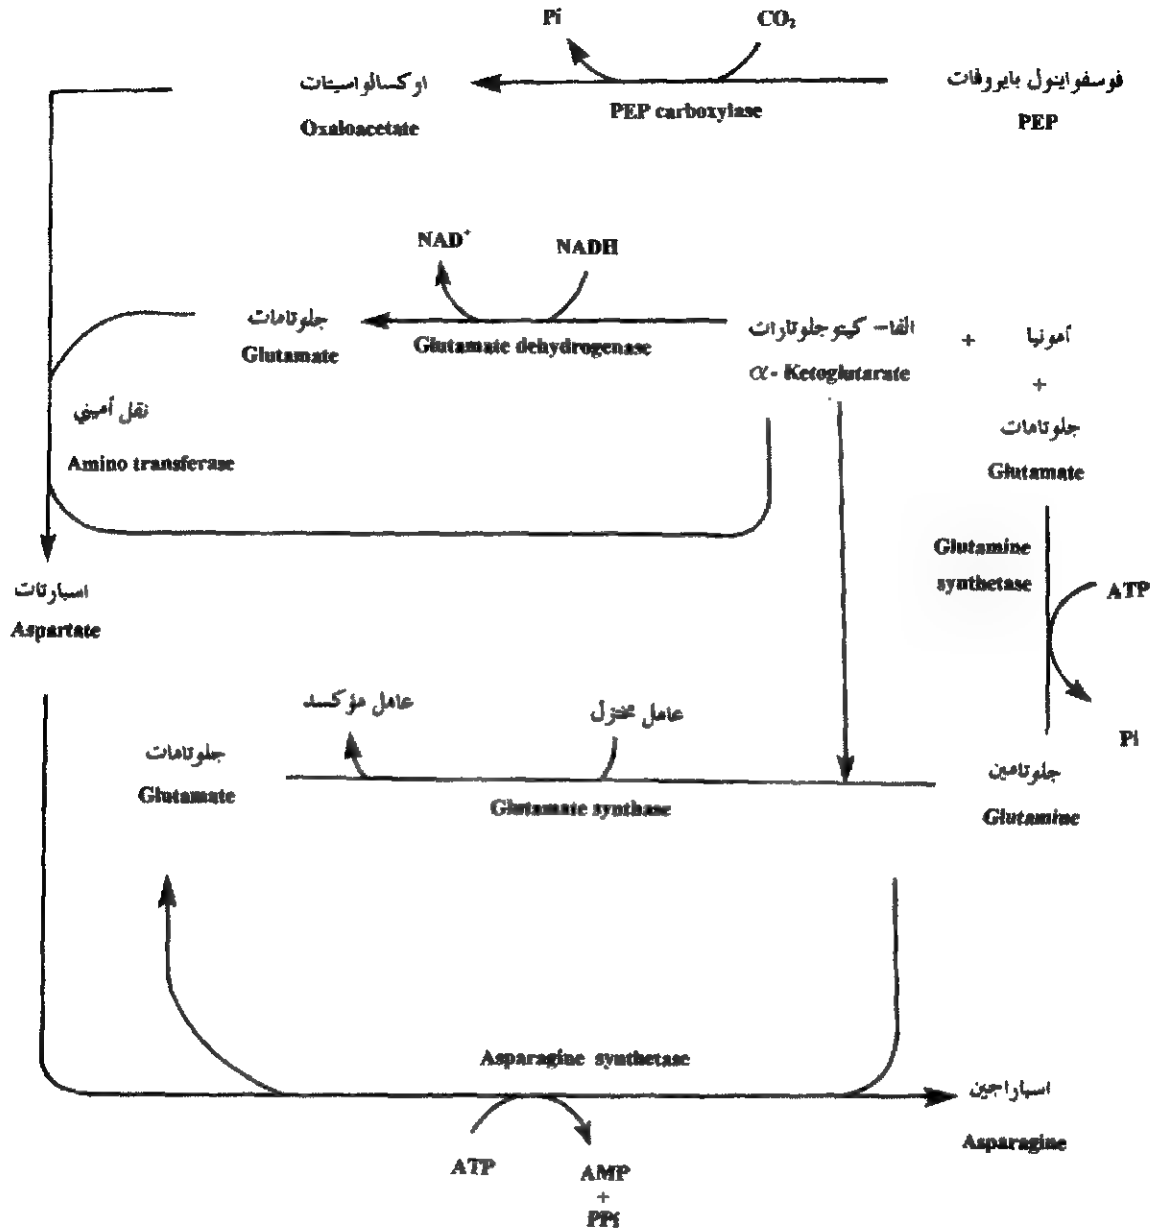 Pi
CO₂
اوكسالواسيتات
فوسفواينول بايروفات
Oxaloacetate
PEP carboxylase
PEP
NAD⁺
NADH
جلوتامات
Glutamate
Glutamate dehydrogenase
الفا- كيتو جلوتارات
α- Ketoglutarate
+
أمونيا
+
جلوتامات
Glutamate
نقل أميني
Amino transferase
Glutamine
synthetase
ATP
Pi
اسبارتات
Aspartate
عامل مؤكسد
عامل مختزل
جلوتامات
Glutamate
Glutamate synthase
جلوتامين
Glutamine
Asparagine synthetase
اسباراجين
Asparagine
ATP
AMP
+
PPi